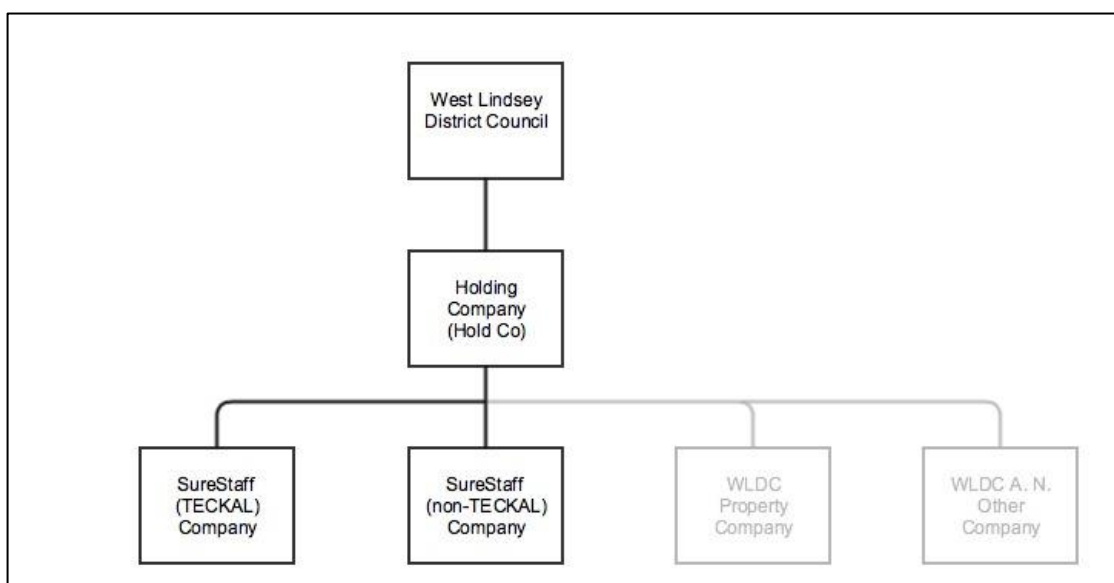 West Lindsey
District Council
Holding
Company
(Hold Co)
SureStaff
(TECKAL)
Company
SureStaff
(non-TECKAL)
Company
WLDC
Property
Company
WLDC A. N.
Other
Company